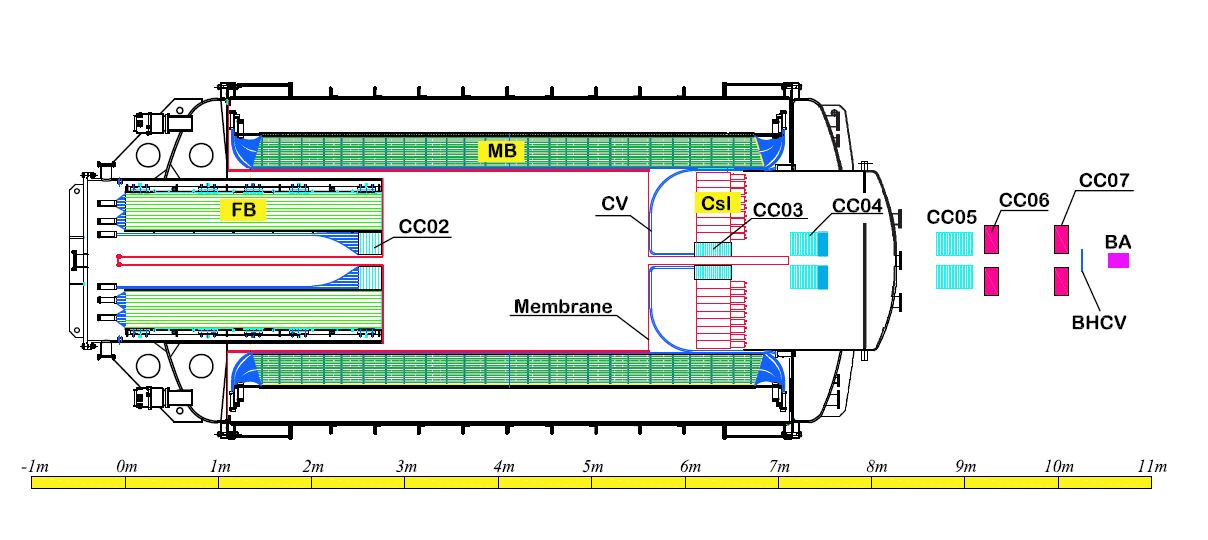 MB
FB
CC02
CV
CsI
CC03
CC04
CC05
CC06
CC07
BA
BHCV
Membrane
-1m 0m 1m 2m 3m 4m 5m 6m 7m 8m 9m 10m 11m